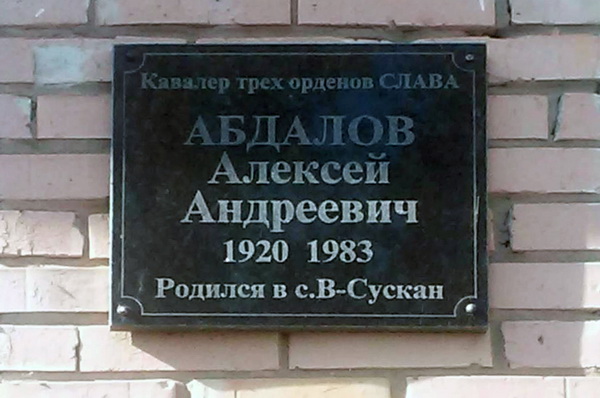 Кавалер трех орденов СЛАВА
АБДАЛОВ
Алексей
Андреевич
1920 1983
Родился в с.В-Сускан